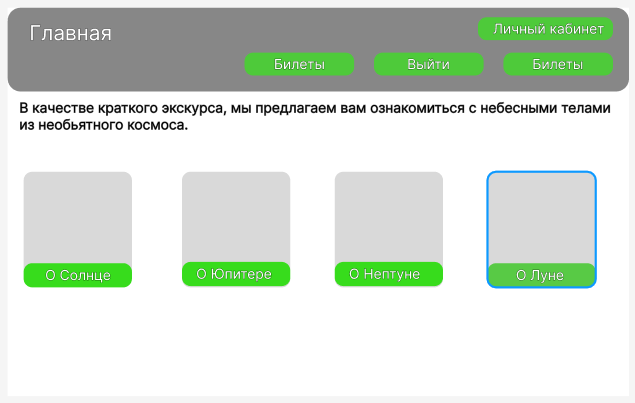 Главная
Личный кабинет
Билеты
Выйти
Билеты
В качестве краткого экскурса, мы предлагаем вам ознакомиться с небесными телами
из необьятного космоса.
О Солнце
О Юпитере
О Нептуне
О Луне